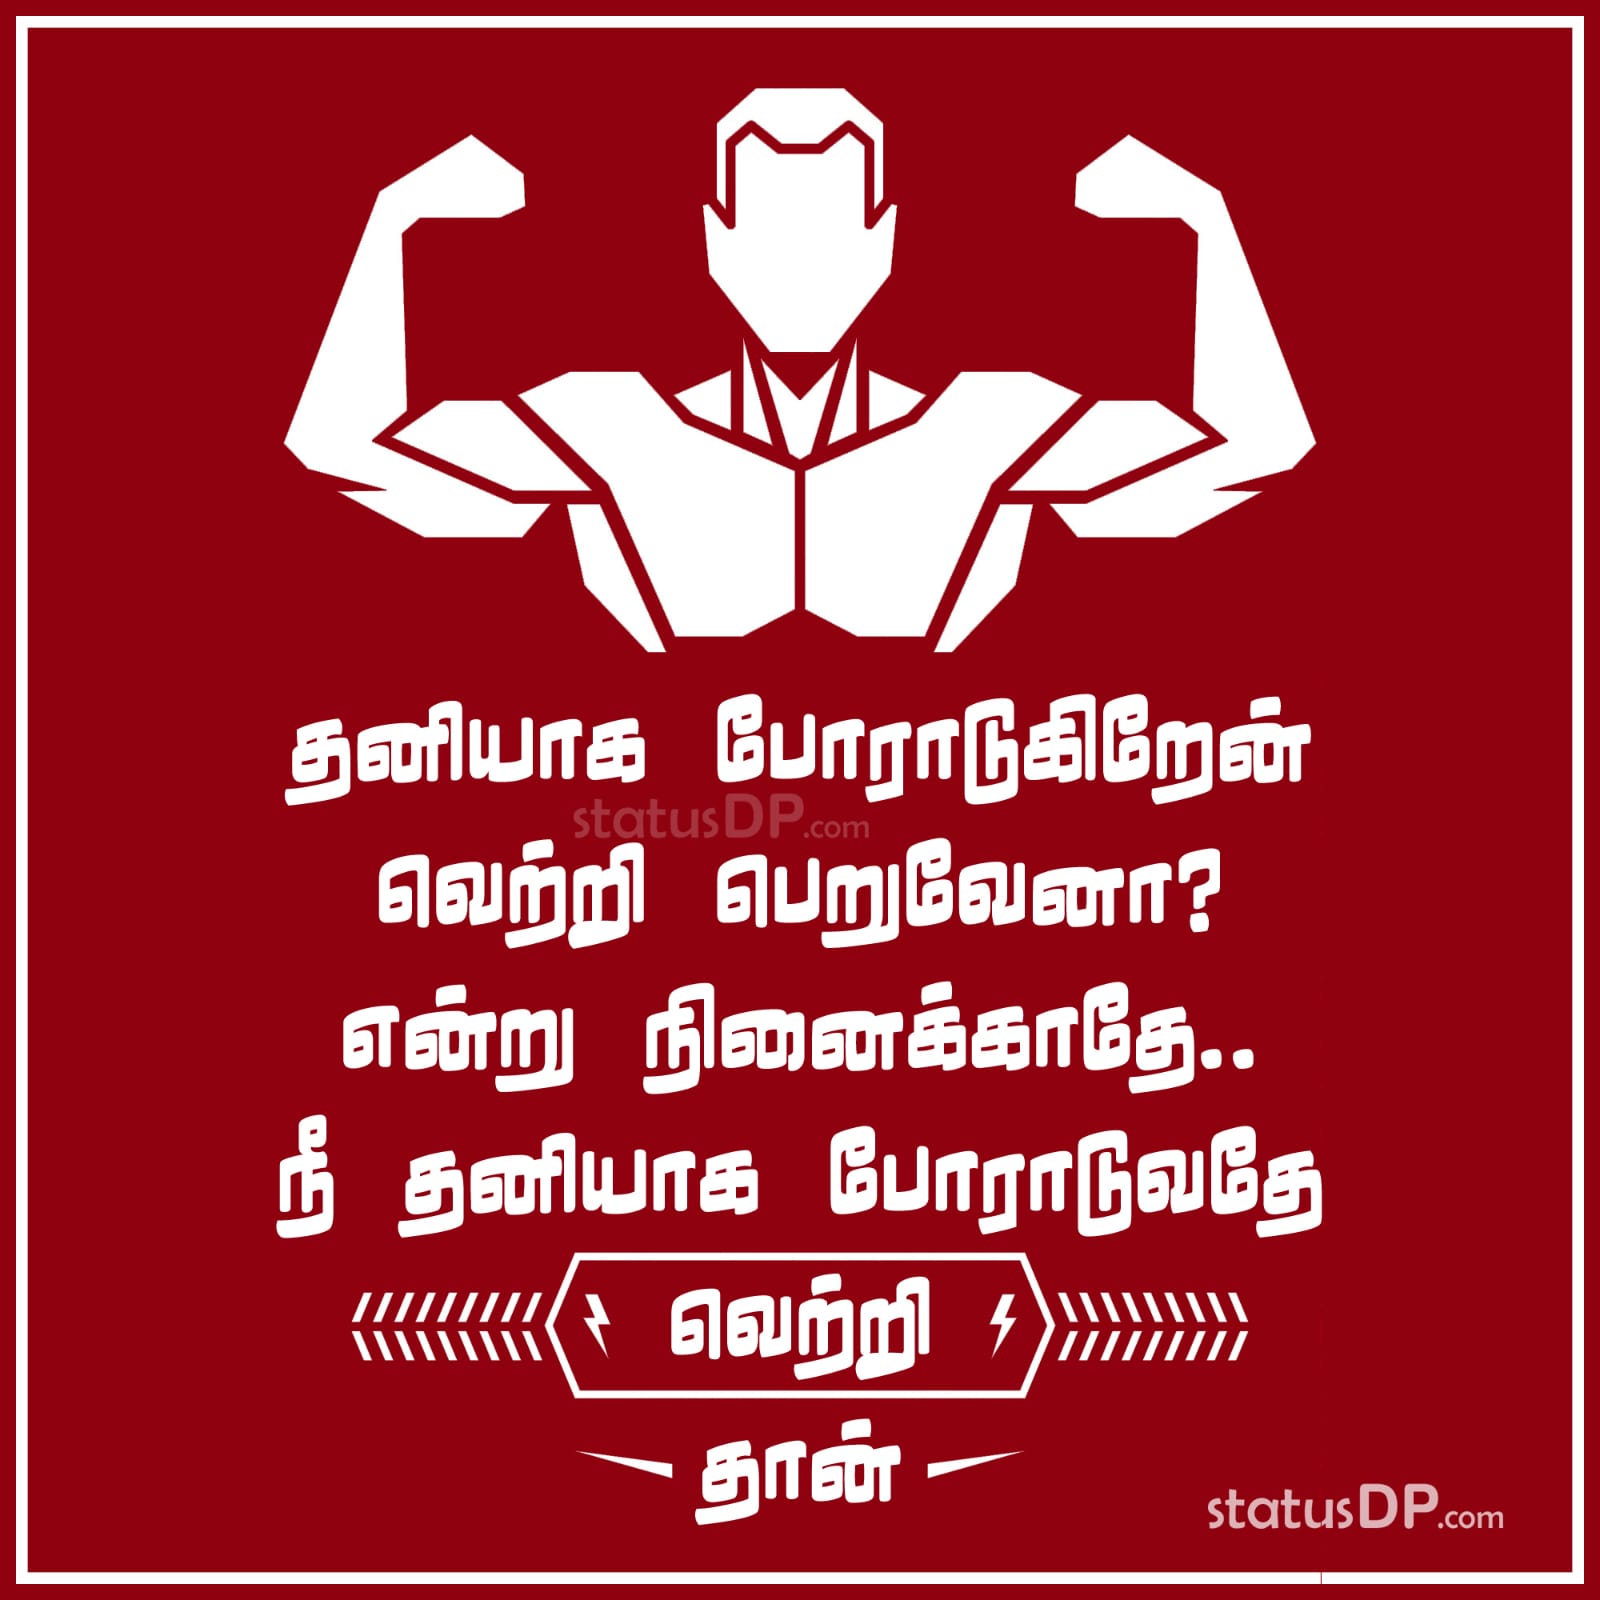 தனியாக போராடுகிறேன்
statusDP.com
வெற்றி பெறுவேனா?
என்று நினைக்காதே..
நீ தனியாக போராடுவதே
வெற்றி
தான்
statusDP.com